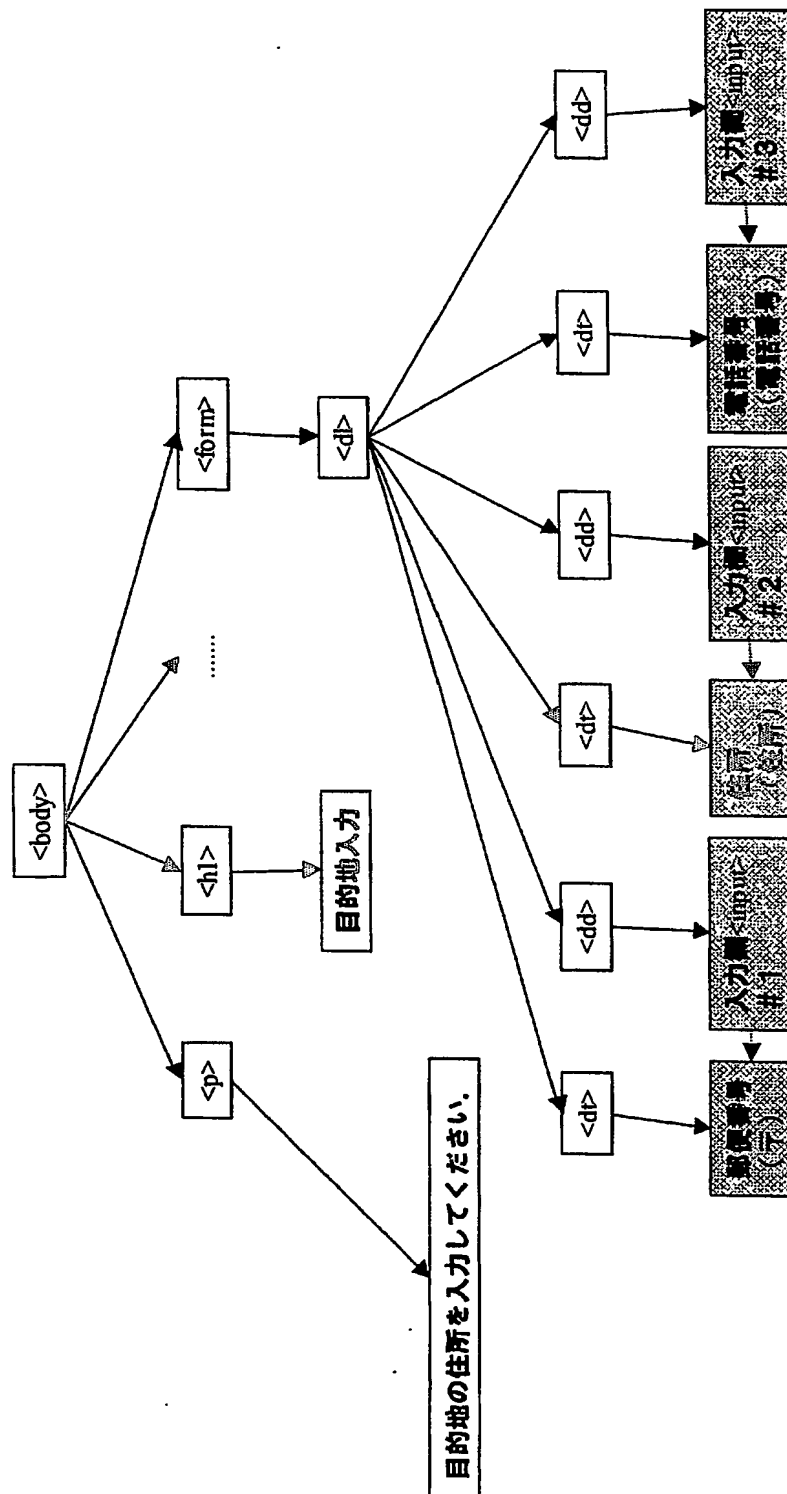 <body>
<p>
<h1>
……
<form>
目的地の住所を入力してください.
目的地入力
<dl>
<dt>
<dd>
<dt>
<dd>
<dt>
<dd>
郵便番号
(〒)
入力欄<input>
#1
住所
(住所)
入力欄<input>
#2
電話番号
(電話番号)
入力欄<input>
#3